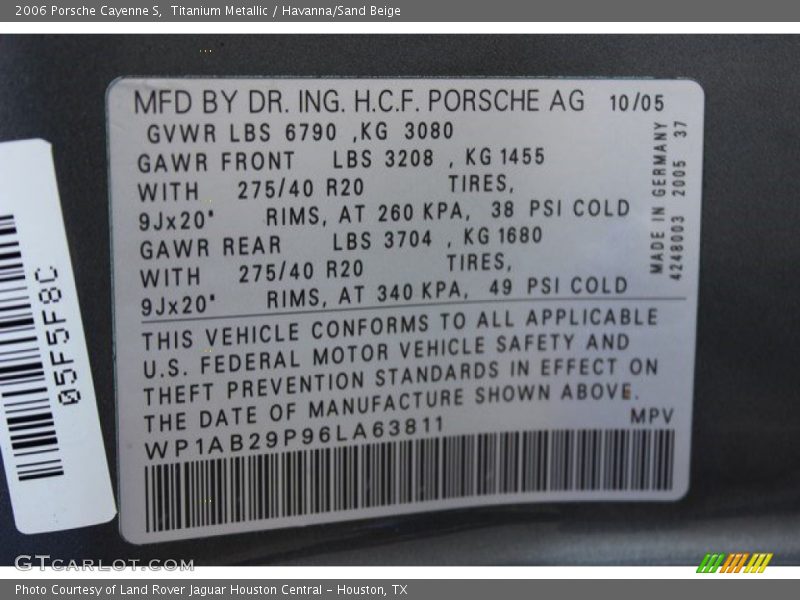 2006 Porsche Cayenne S,  Titanium Metallic / Havanna/Sand Beige
MFD BY DR. ING. H.C.F. PORSCHE AG 10/05
GVWR LBS 6790 ,KG 3080
GAWR FRONT LBS 3208 , KG 1455
WITH 275/40 R20 TIRES,
9Jx20" RIMS, AT 260 KPA, 38 PSI COLD
GAWR REAR LBS 3704 , KG 1680
WITH 275/40 R20 TIRES,
9Jx20" RIMS, AT 340 KPA, 49 PSI COLD
MADE IN GERMANY
4248003 2005 37
THIS VEHICLE CONFORMS TO ALL APPLICABLE
U.S. FEDERAL MOTOR VEHICLE SAFETY AND
THEFT PREVENTION STANDARDS IN EFFECT ON
THE DATE OF MANUFACTURE SHOWN ABOVE.
WP1AB29P96LA63811 MPV
05F5F8C
GTCARLOT.COM
Photo Courtesy of Land Rover Jaguar Houston Central - Houston, TX